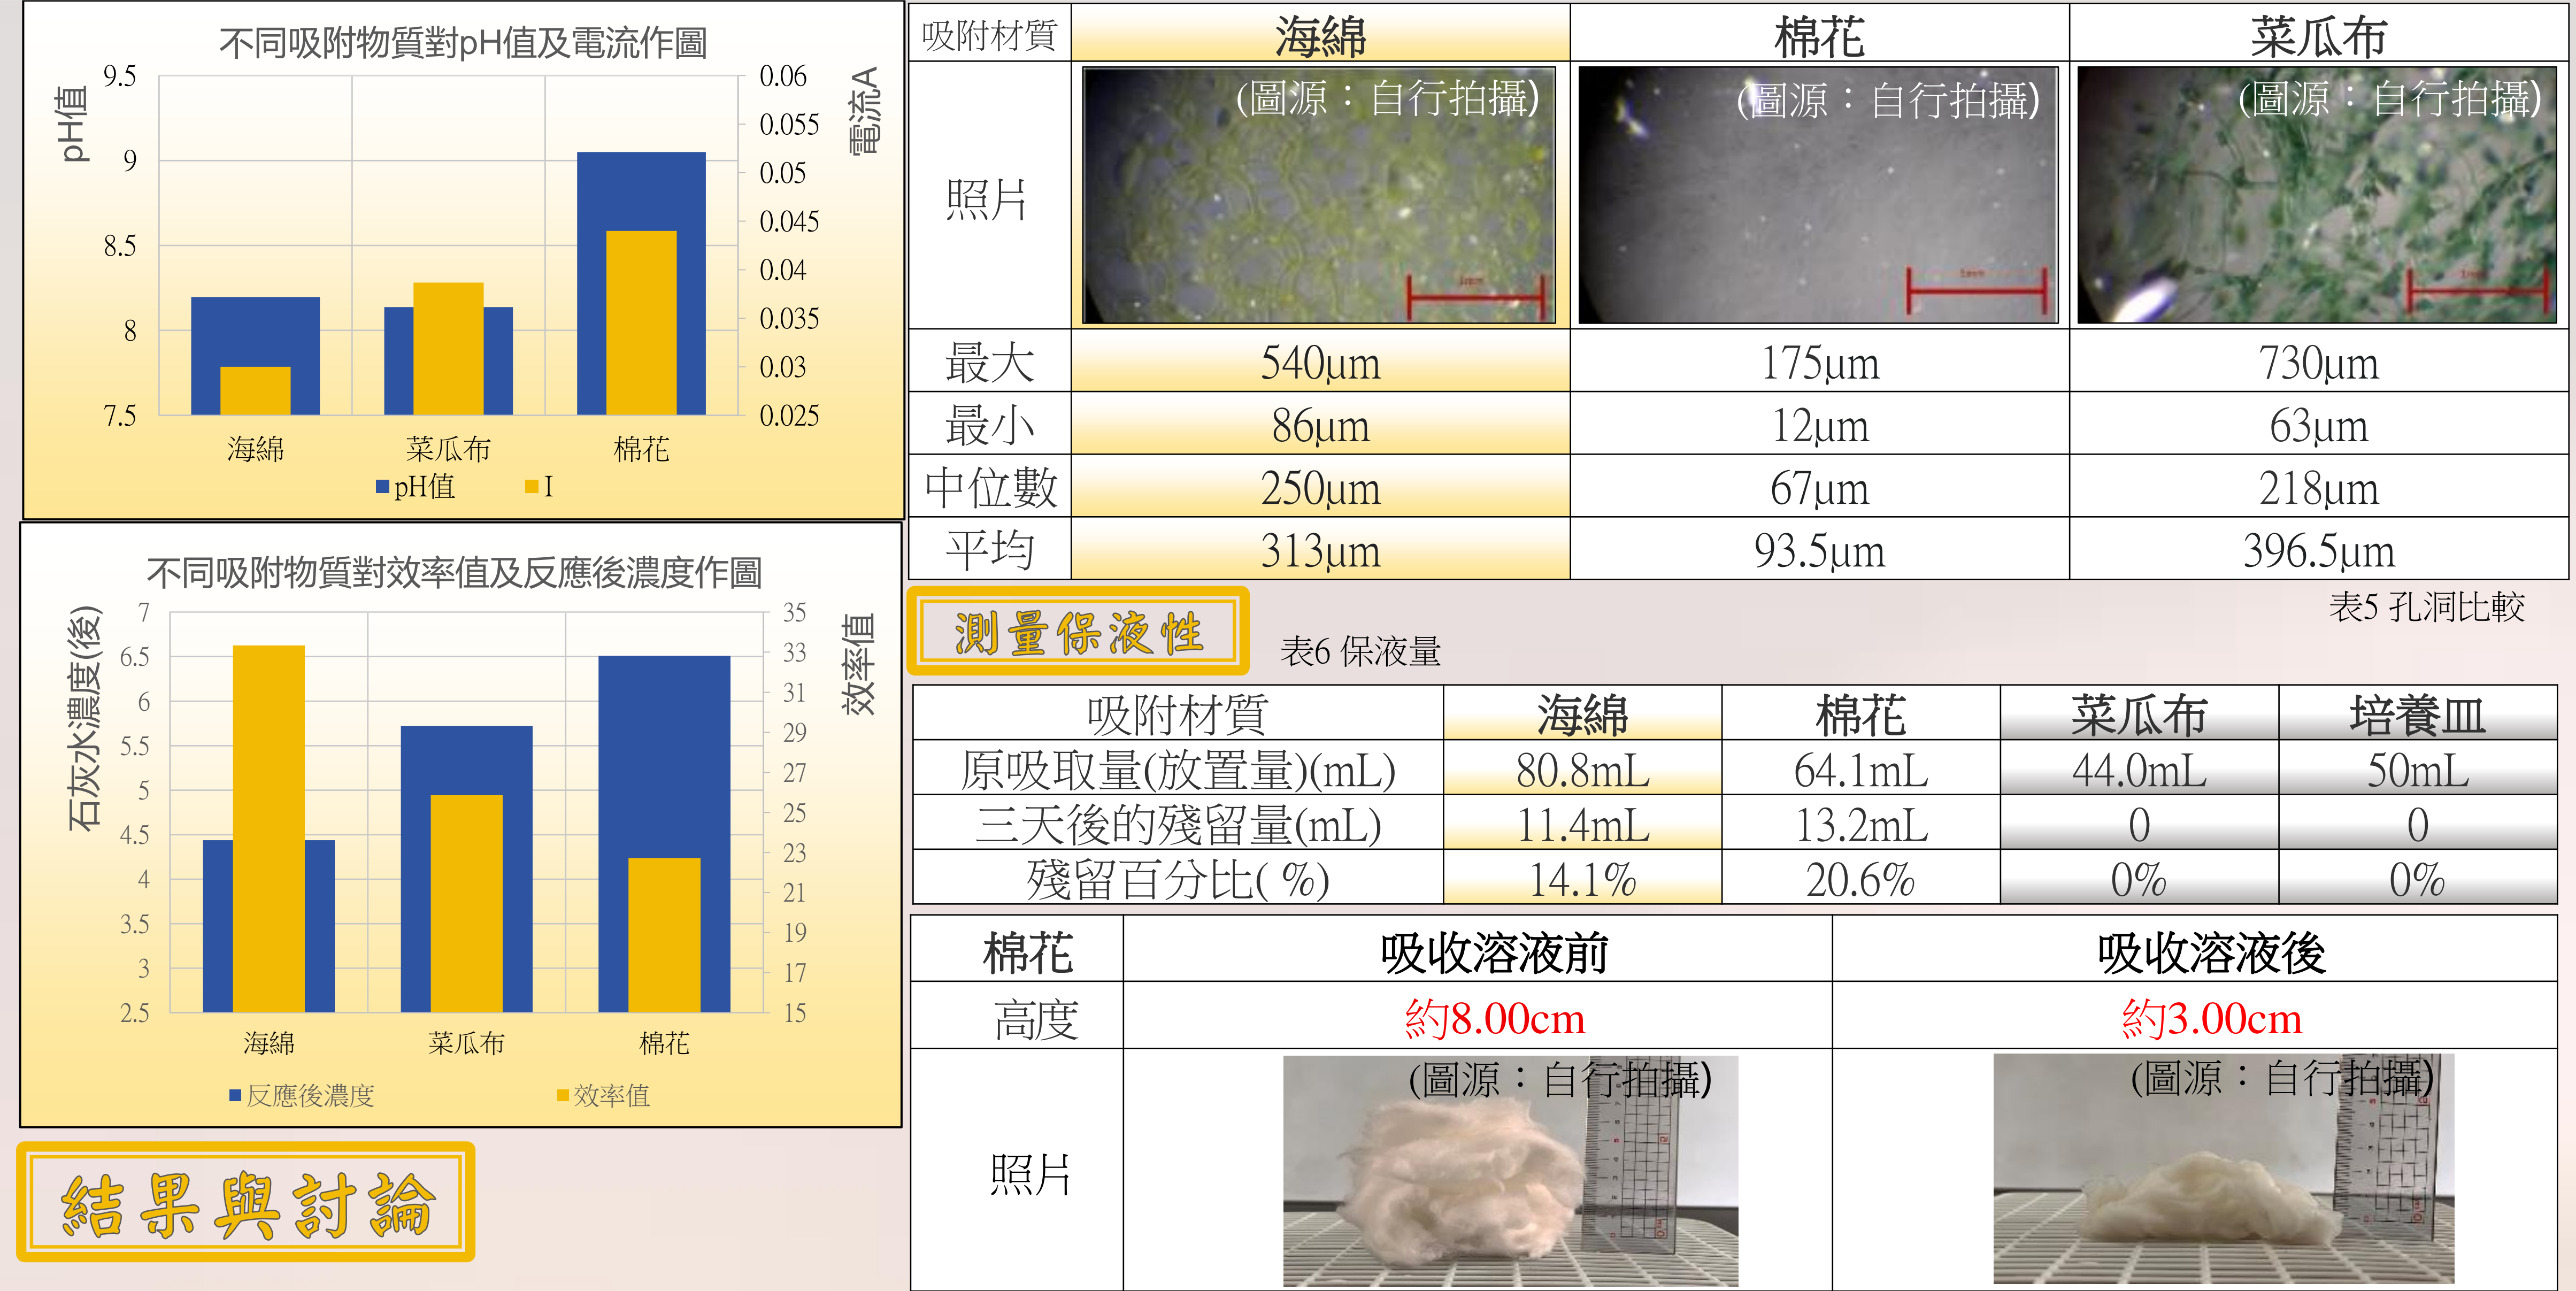 不同吸附物質對pH值及電流作圖
pH值
電流A
9.5
9
8.5
8
7.5
0.06
0.055
0.05
0.045
0.04
0.035
0.03
0.025
海綿 菜瓜布 棉花
pH值 I
不同吸附物質對效率值及反應後濃度作圖
石灰水濃度(後)
效率值
7
6.5
6
5.5
5
4.5
4
3.5
3
2.5
35
33
31
29
27
25
23
21
19
17
15
海綿 菜瓜布 棉花
反應後濃度 效率值
結果與討論
吸附材質 海綿 棉花 菜瓜布
照片 (圖源：自行拍攝) (圖源：自行拍攝) (圖源：自行拍攝)
1mm 1mm 1mm
最大 540μm 175μm 730μm
最小 86μm 12μm 63μm
中位數 250μm 67μm 218μm
平均 313μm 93.5μm 396.5μm
表5 孔洞比較
測量保液性
表6 保液量
吸附材質 海綿 棉花 菜瓜布 培養皿
原吸取量(放置量)(mL) 80.8mL 64.1mL 44.0mL 50mL
三天後的殘留量(mL) 11.4mL 13.2mL 0 0
殘留百分比( %) 14.1% 20.6% 0% 0%
棉花 吸收溶液前 吸收溶液後
高度 約8.00cm 約3.00cm
照片 (圖源：自行拍攝) (圖源：自行拍攝)